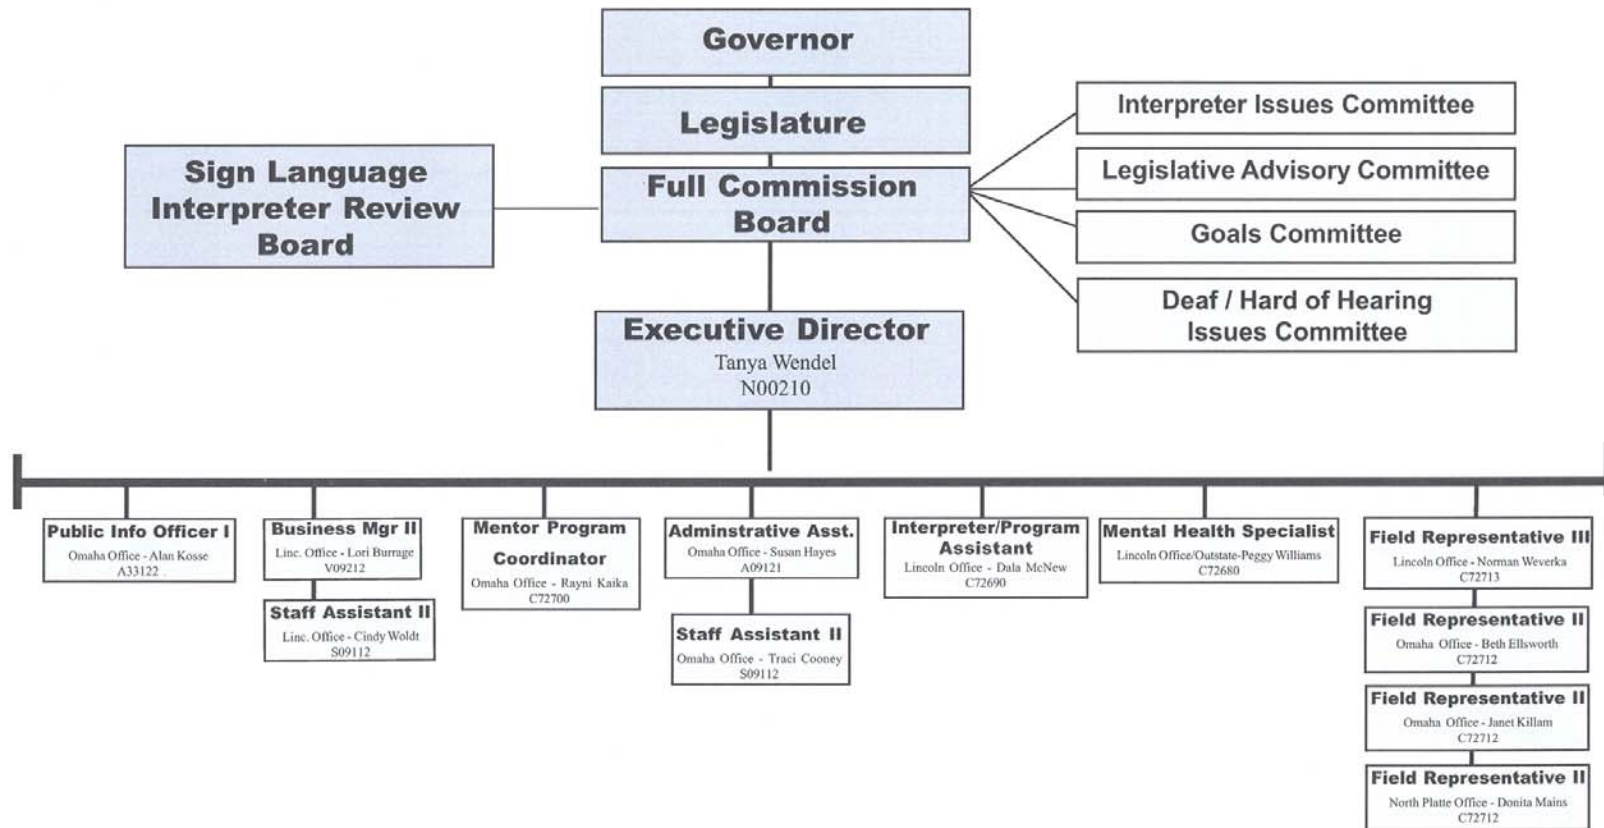 Governor
Legislature
Full Commission
Board
Sign Language
Interpreter Review
Board
Interpreter Issues Committee
Legislative Advisory Committee
Goals Committee
Deaf / Hard of Hearing
Issues Committee
Executive Director
Tanya Wendel
N00210
Public Info Officer I
Omaha Office - Alan Kosse
A33122
Business Mgr II
Linc. Office - Lori Burrage
V09212
Staff Assistant II
Linc. Office - Cindy Woldt
S09112
Mentor Program
Coordinator
Omaha Office - Rayni Kaika
C72700
Adminstrative Asst.
Omaha Office - Susan Hayes
A09121
Staff Assistant II
Omaha Office - Traci Cooney
S09112
Interpreter/Program
Assistant
Lincoln Office - Dala McNew
C72690
Mental Health Specialist
Lincoln Office/Outstate-Peggy Williams
C72680
Field Representative III
Lincoln Office - Norman Weverka
C72713
Field Representative II
Omaha Office - Beth Ellsworth
C72712
Field Representative II
Omaha Office - Janet Killam
C72712
Field Representative II
North Platte Office - Donita Mains
C72712